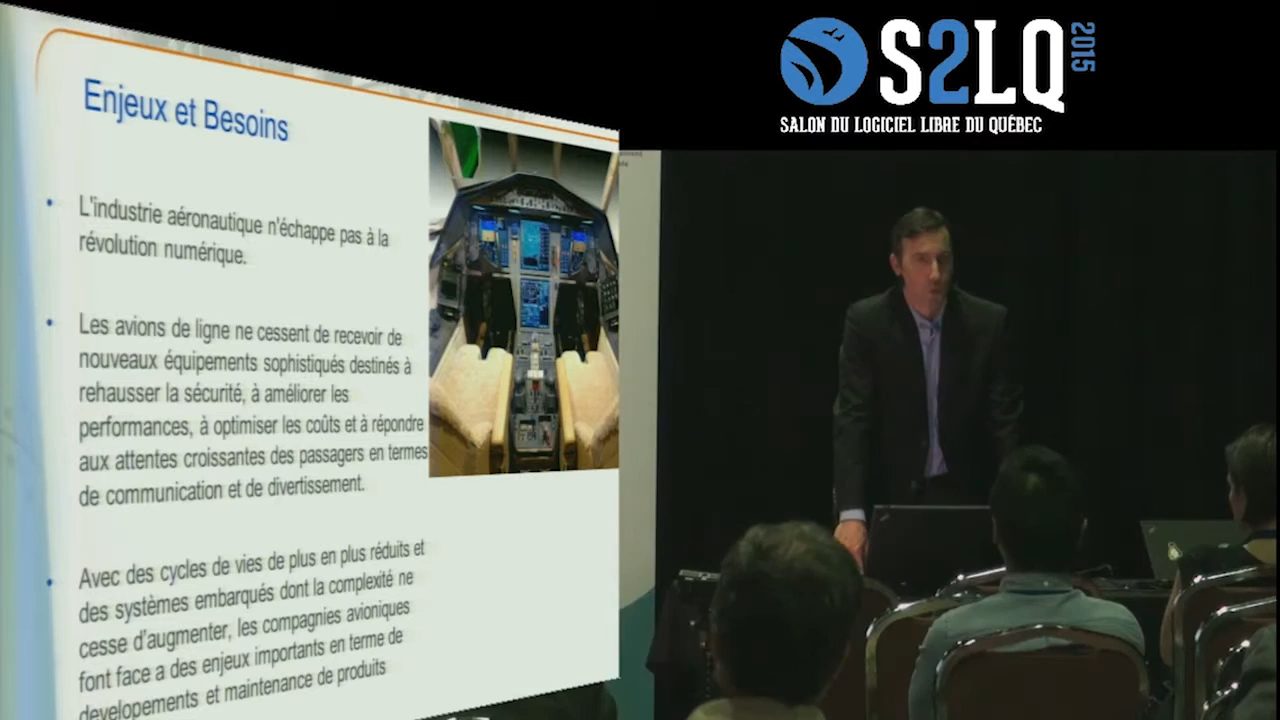 S2LQ
2015
SALON DU LOGICIEL LIBRE DU QUÉBEC
Enjeux et Besoins
• L'industrie aéronautique n'échappe pas à la
révolution numérique.
• Les avions de ligne ne cessent de recevoir de
nouveaux équipements sophistiqués destinés à
rehausser la sécurité, à améliorer les
performances, à optimiser les coûts et à répondre
aux attentes croissantes des passagers en termes
de communication et de divertissement.
• Avec des cycles de vies de plus en plus réduits et
des systèmes embarqués dont la complexité ne
cesse d'augmenter, les compagnies avioniques
font face a des enjeux importants en terme de
developements et maintenance de produits